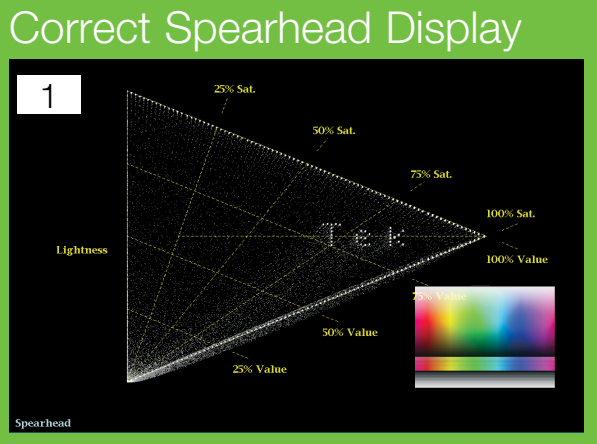 Correct Spearhead Display
1
25% Sat.
50% Sat.
75% Sat.
100% Sat.
Tek
Lightness
100% Value
75% Value
50% Value
25% Value
Spearhead